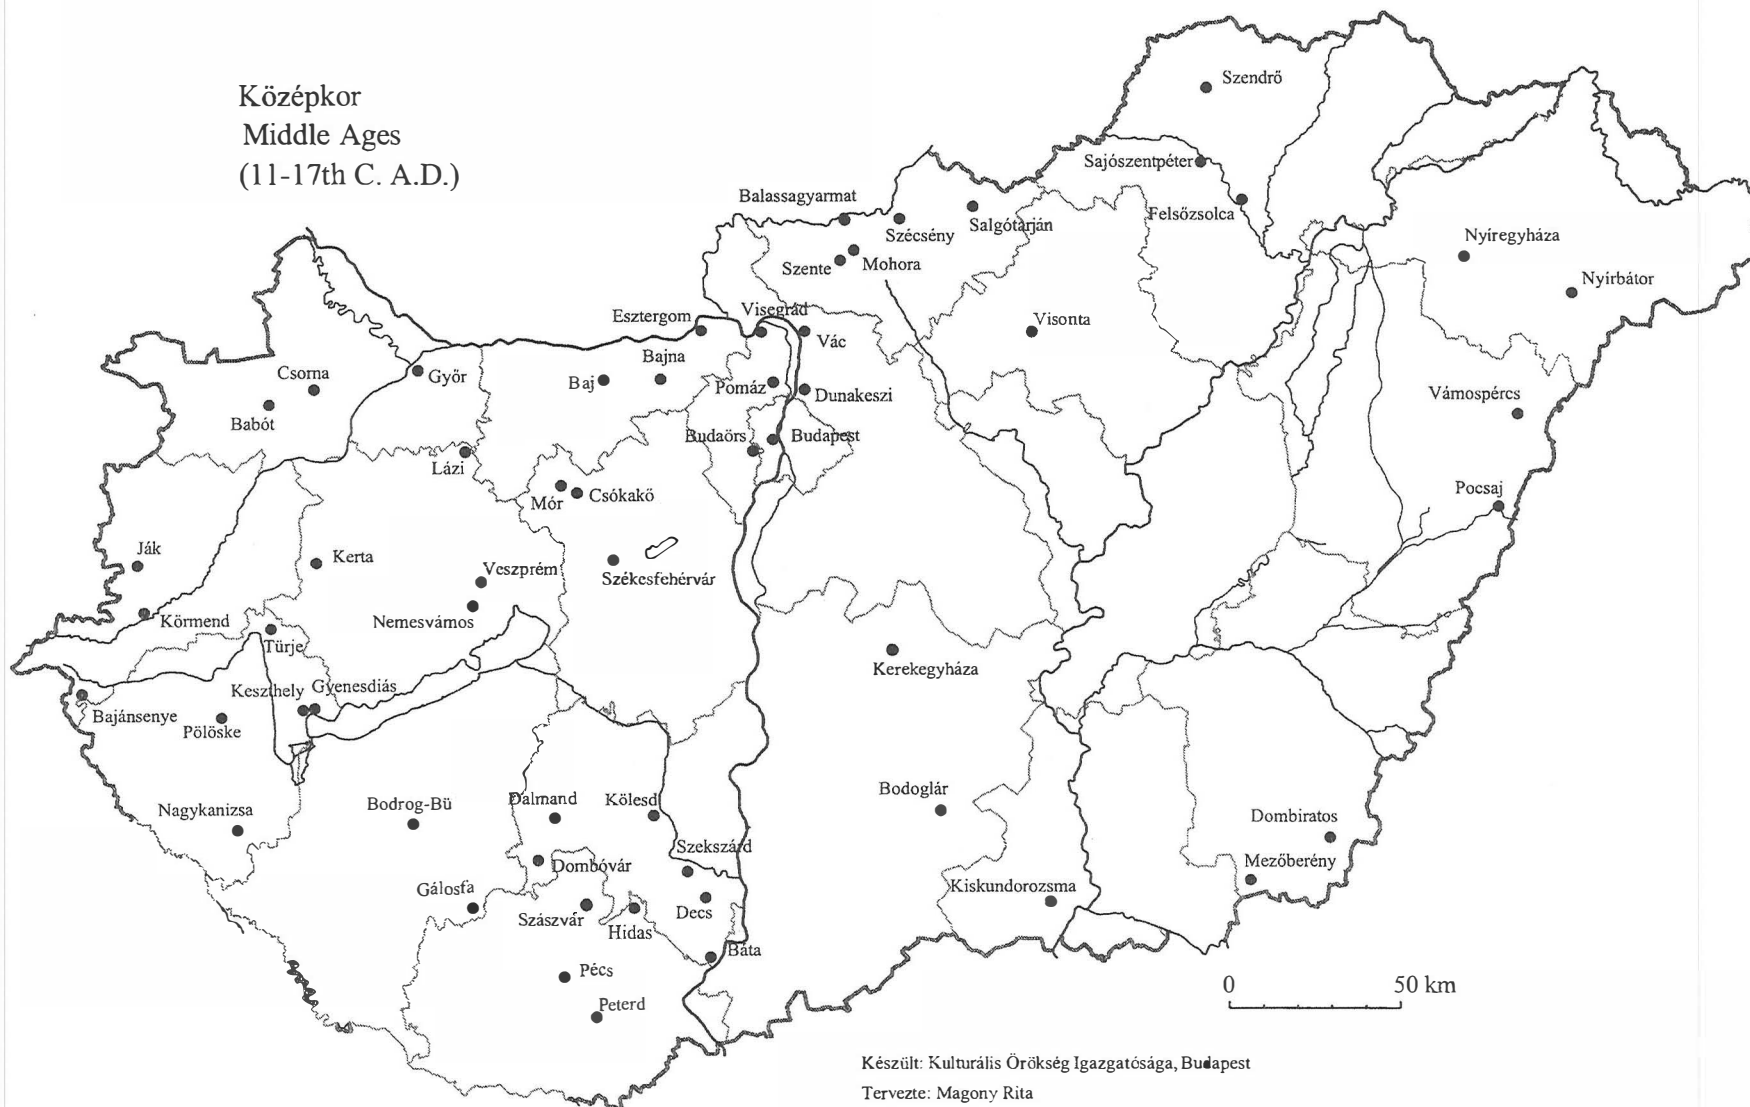 Középkor
Middle Ages
(11-17th C. A.D.)
Szendrő
Sajószentpéter
Felsőzsolca
Balassagyarmat
Szécsény
Salgótarján
Szente
Mohora
Nyíregyháza
Nyírbátor
Esztergom
Visegrád
Vác
Visonta
Bajna
Baj
Pomáz
Dunakeszi
Csorna
Győr
Babót
Vámospércs
Budaörs
Budapest
Lázi
Mór
Csókakő
Pocsaj
Ják
Kerta
Veszprém
Székesfehérvár
Körmend
Nemesvámos
Türje
Kerekegyháza
Keszthely
Gyenesdiás
Bajánsenye
Pölöske
Nagykanizsa
Bodrog-Bü
Dalmand
Kölesd
Bodoglár
Dombiratos
Szekszárd
Dombóvár
Mezőberény
Gálosfa
Kiskundorozsma
Szászvár
Hidas
Decs
Báta
Pécs
Peterd
0 50 km
Készült: Kulturális Örökség Igazgatósága, Budapest
Tervezte: Magony Rita